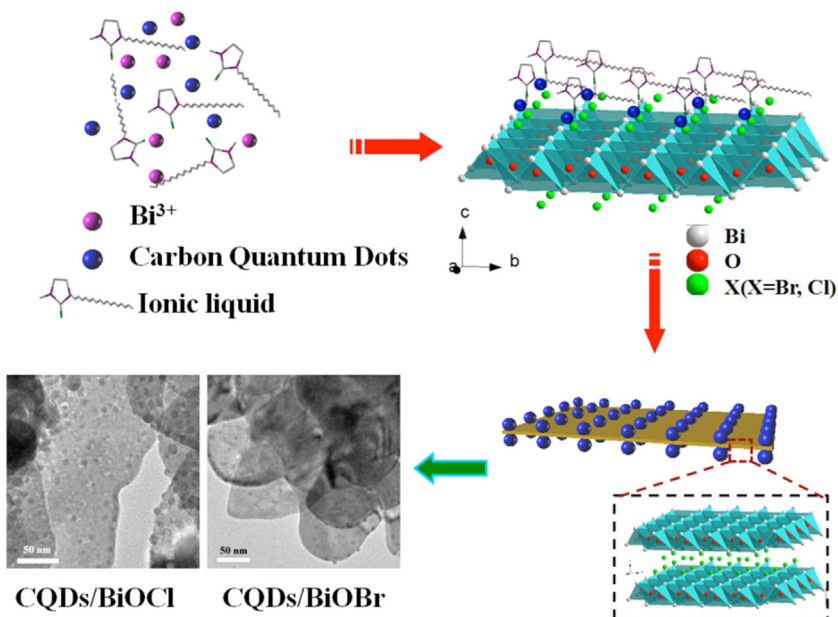 Bi³⁺
Carbon Quantum Dots
Ionic liquid
c
a
b
Bi
O
X(X=Br, Cl)
50 nm
50 nm
CQDs/BiOCl
CQDs/BiOBr